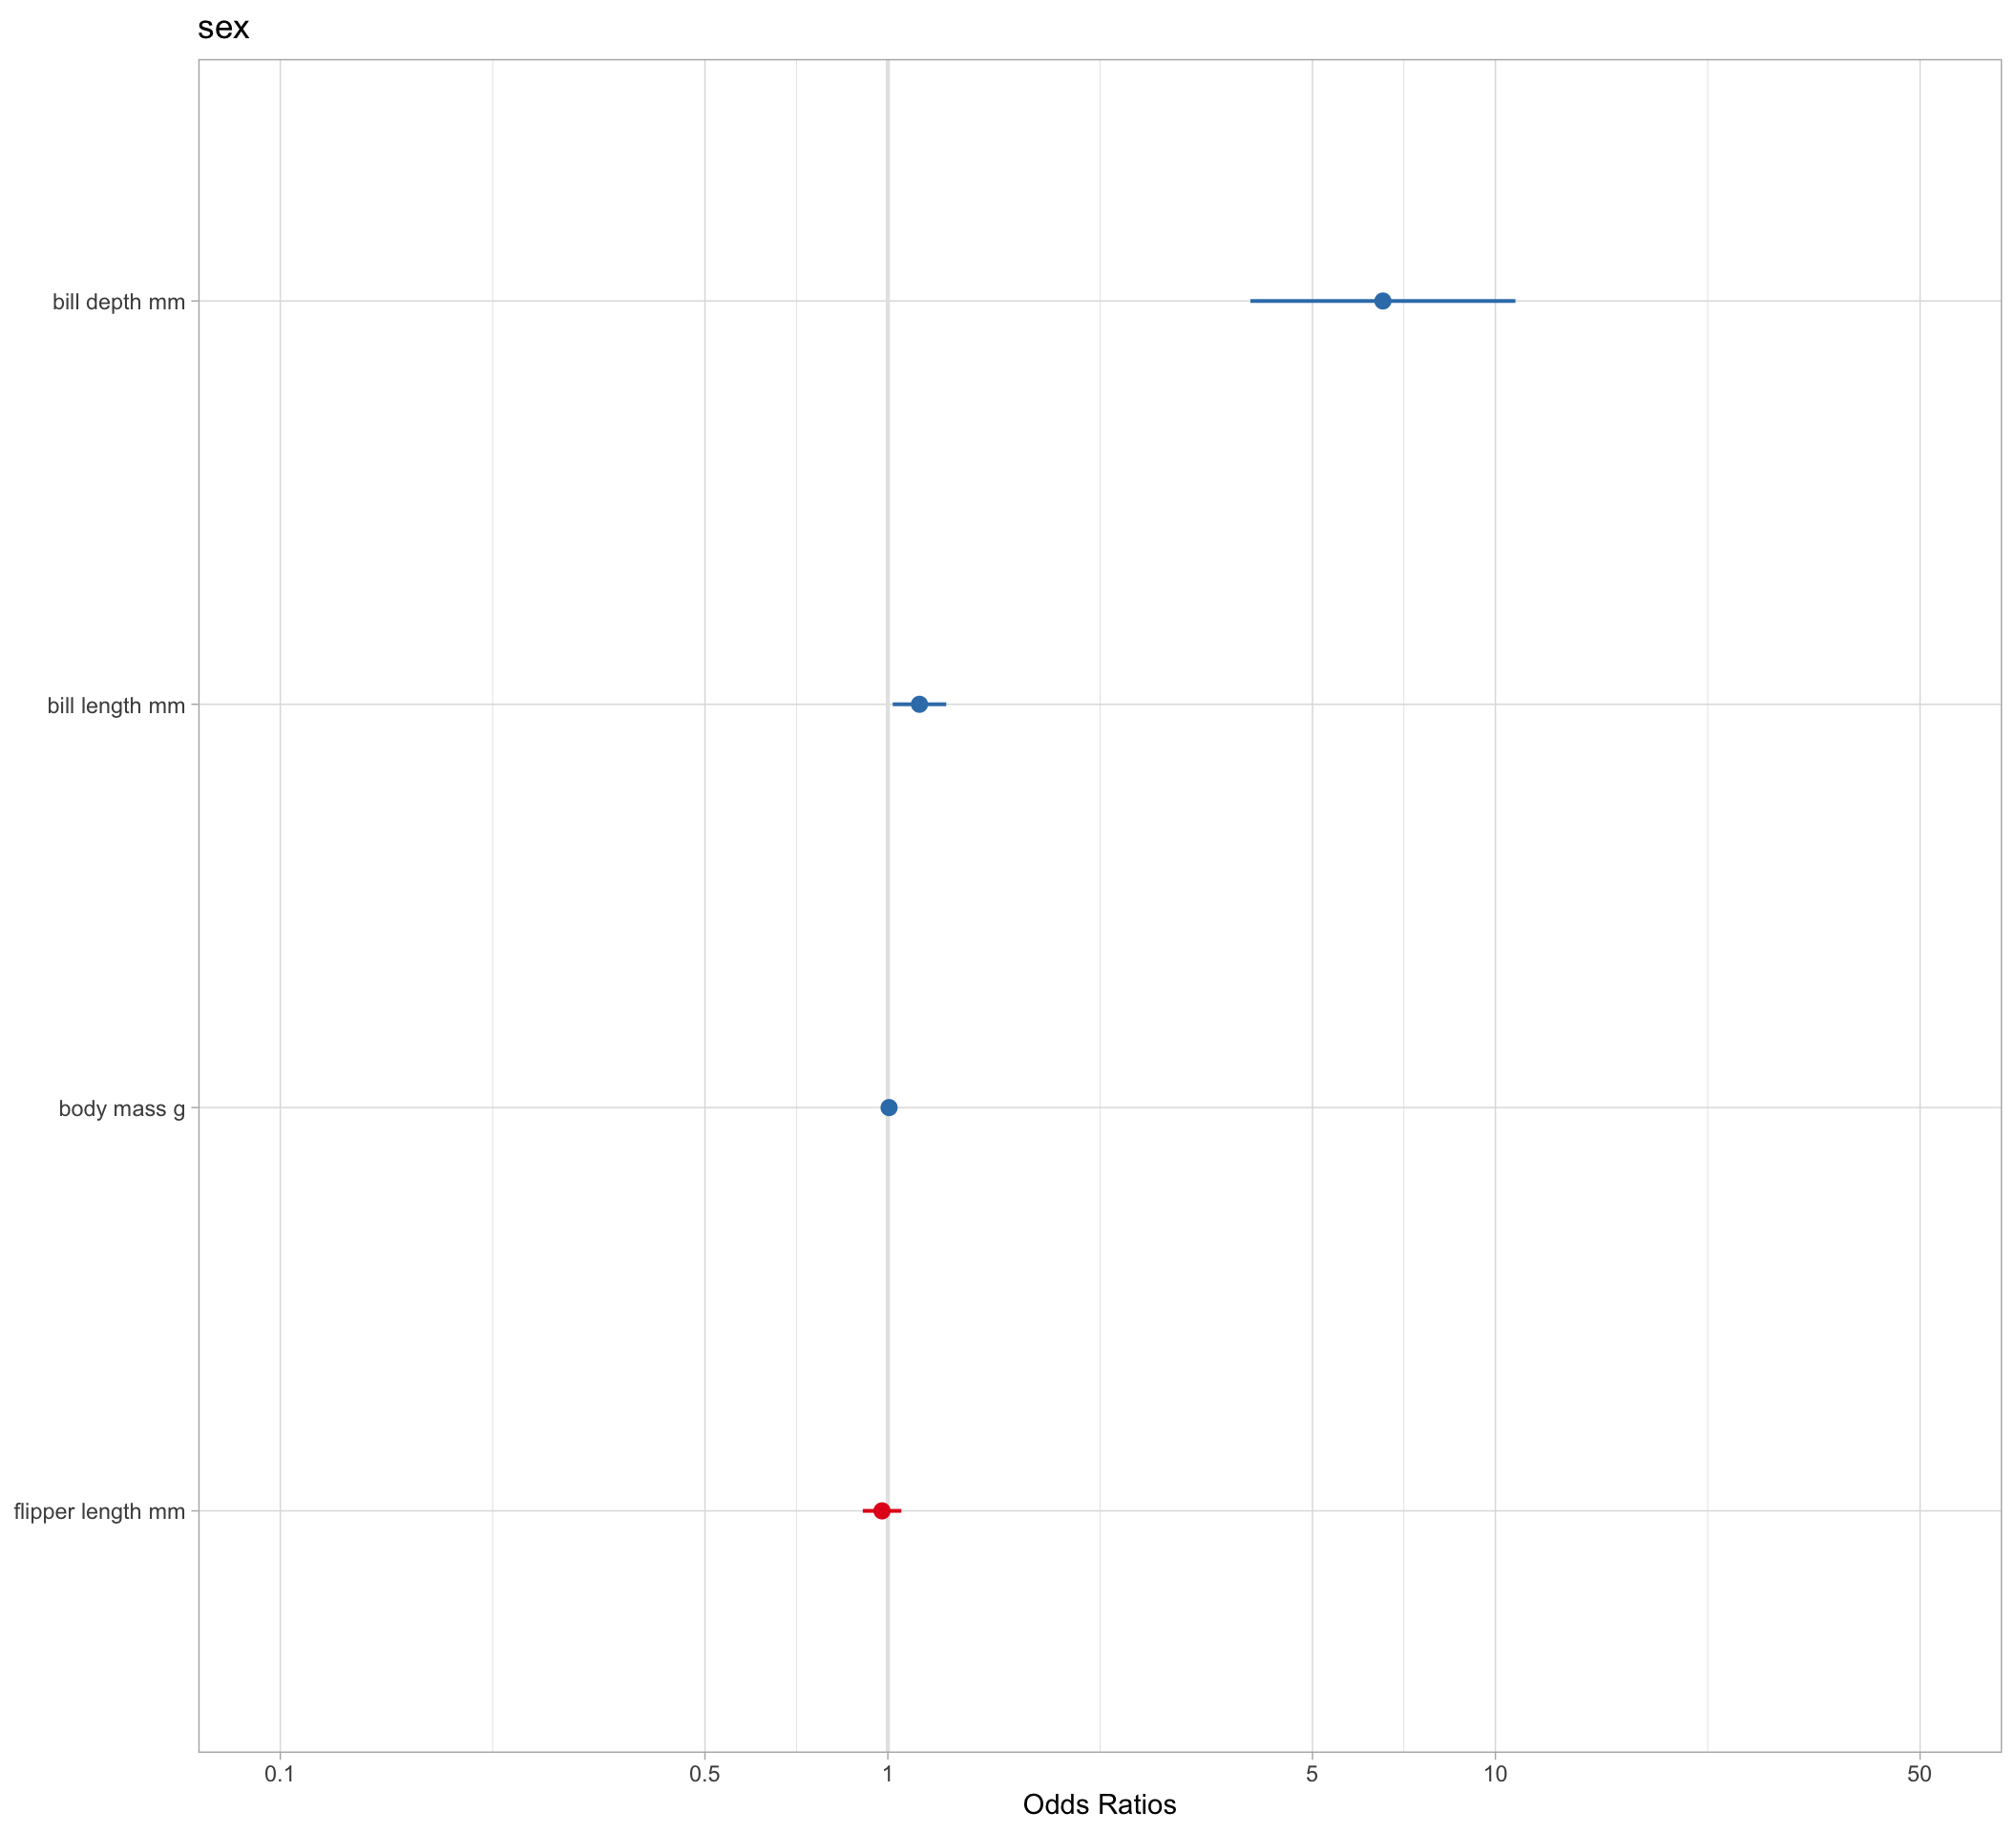 sex
bill depth mm
bill length mm
body mass g
flipper length mm
0.1 0.5 1 5 10 50
Odds Ratios